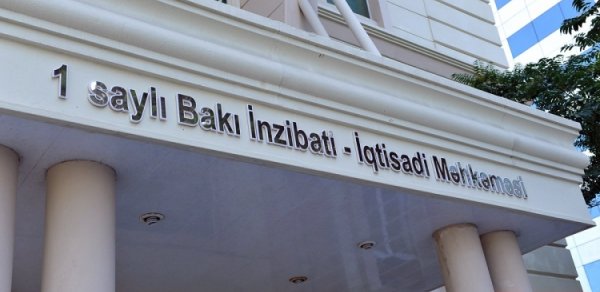 1 saylı Bakı İnzibati - İqtisadi Məhkəməsi